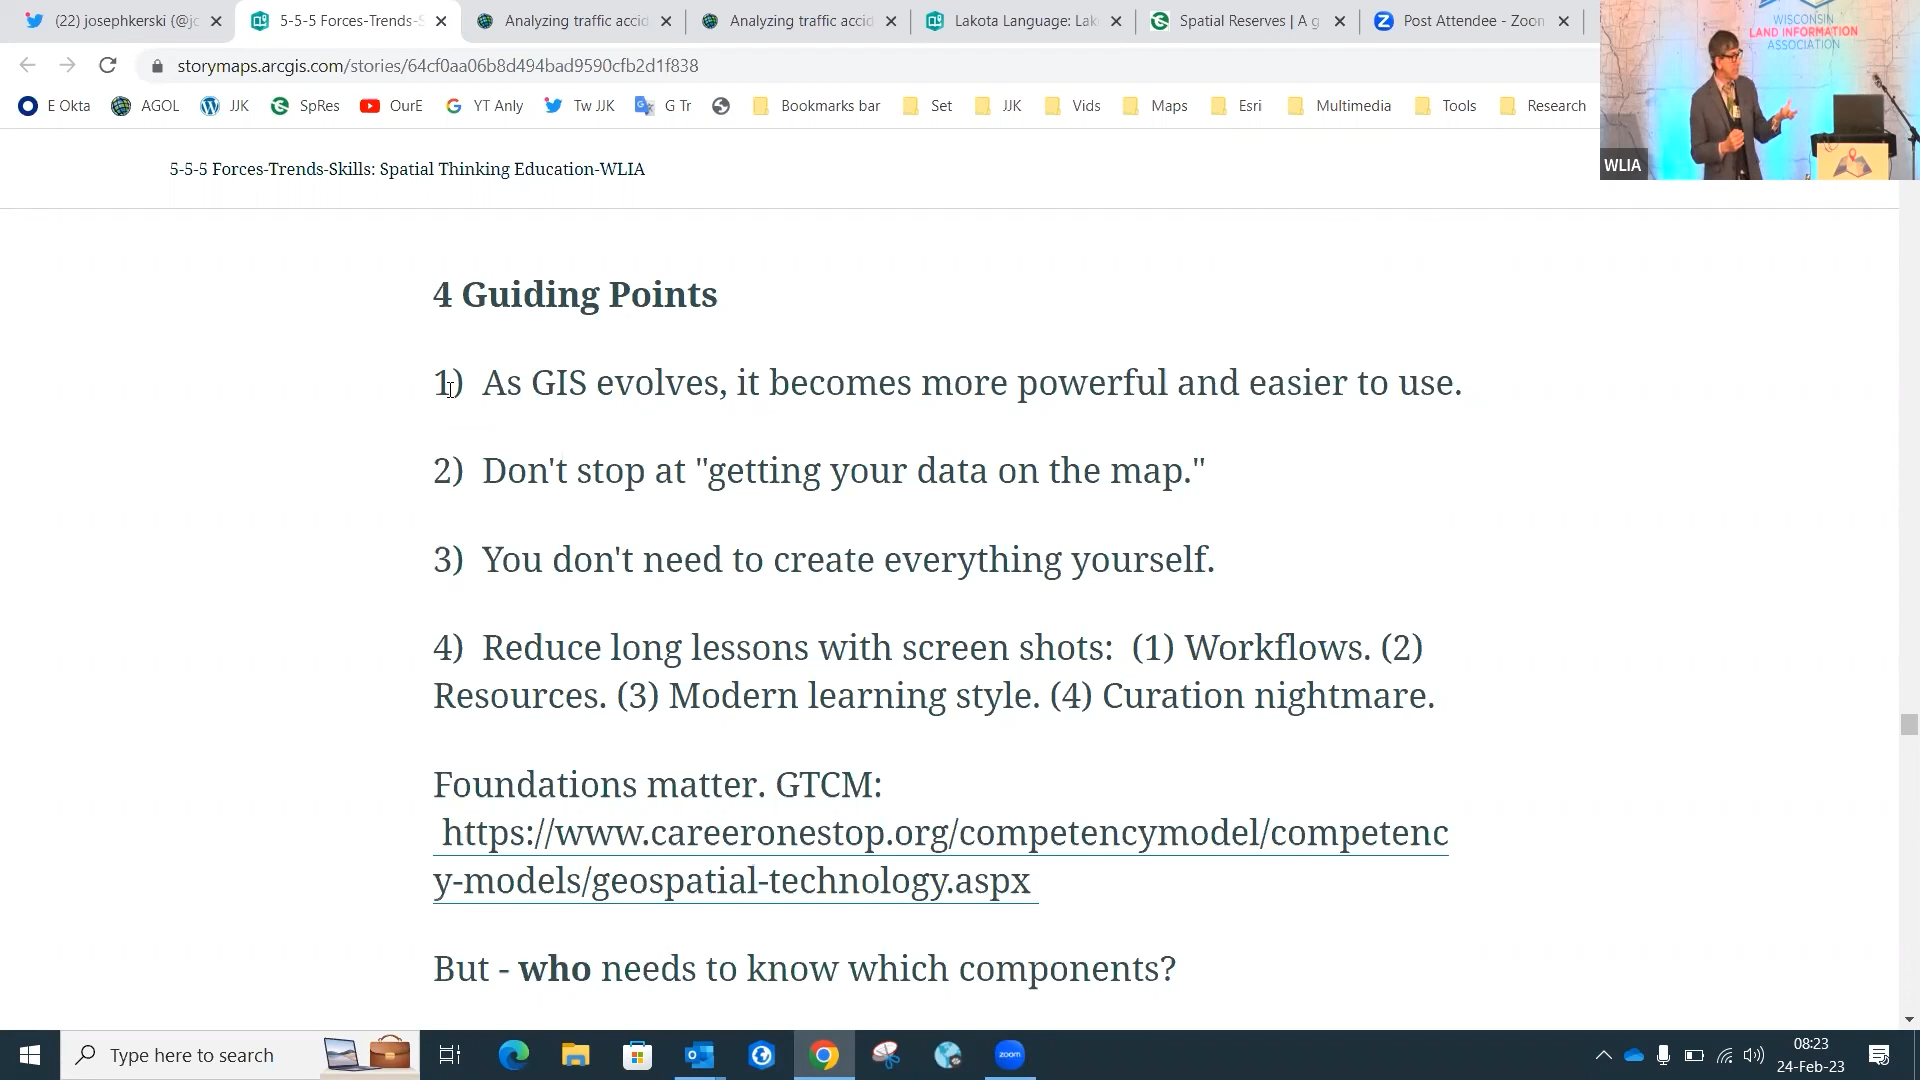 (22) josephkerski (@jc
5-5-5 Forces-Trends-S
Analyzing traffic accid
Analyzing traffic accid
Lakota Language: Lak
Spatial Reserves | A g
Post Attendee - Zoom
storymaps.arcgis.com/stories/64cf0aa06b8d494bad9590cfb2d1f838
E Okta
AGOL
JJK
SpRes
OurE
YT Anly
Tw JJK
G Tr
Bookmarks bar
Set
JJK
Vids
Maps
Esri
Multimedia
Tools
Research
WISCONSIN
LAND INFORMATION
ASSOCIATION
WLIA
5-5-5 Forces-Trends-Skills: Spatial Thinking Education-WLIA
4 Guiding Points
1) As GIS evolves, it becomes more powerful and easier to use.
2) Don't stop at "getting your data on the map."
3) You don't need to create everything yourself.
4) Reduce long lessons with screen shots: (1) Workflows. (2)
Resources. (3) Modern learning style. (4) Curation nightmare.
Foundations matter. GTCM:
https://www.careeronestop.org/competencymodel/competenc
y-models/geospatial-technology.aspx
But - who needs to know which components?
Type here to search
zoom
08:23
24-Feb-23